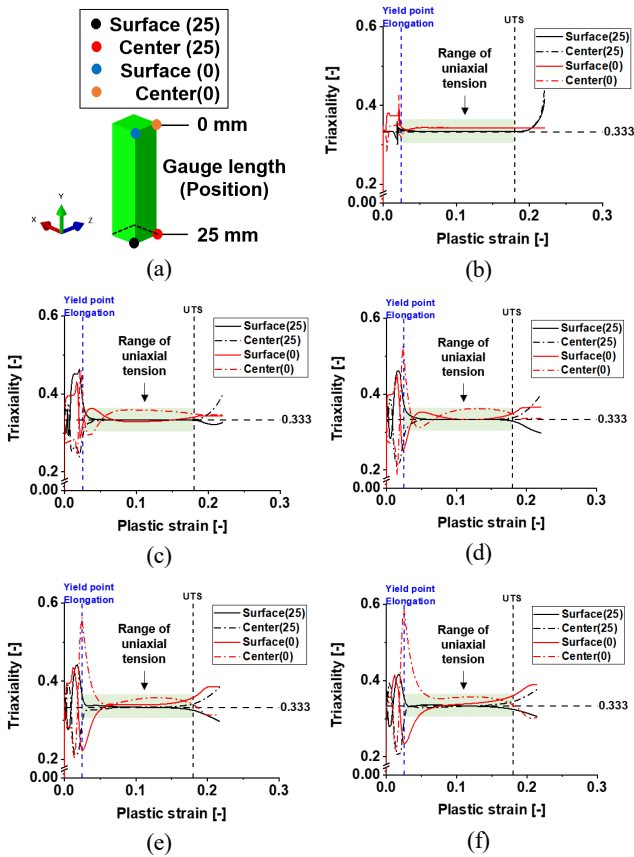 Surface (25)
Center (25)
Surface (0)
Center(0)
0 mm
Gauge length
(Position)
25 mm
Y
X
Z
(a)
Yield point
Elongation
UTS
Surface(25)
Center(25)
Surface(0)
Center(0)
Range of
uniaxial
tension
0.333
Triaxiality [-]
0.6
0.4
0.2
0.00
0.0
0.1
0.2
0.3
Plastic strain [-]
(b)
Yield point
Elongation
UTS
Surface(25)
Center(25)
Surface(0)
Center(0)
Range of
uniaxial
tension
0.333
Triaxiality [-]
0.6
0.4
0.2
0.00
0.0
0.1
0.2
0.3
Plastic strain [-]
(c)
Yield point
Elongation
UTS
Surface(25)
Center(25)
Surface(0)
Center(0)
Range of
uniaxial
tension
0.333
Triaxiality [-]
0.6
0.4
0.2
0.00
0.0
0.1
0.2
0.3
Plastic strain [-]
(d)
Yield point
Elongation
UTS
Surface(25)
Center(25)
Surface(0)
Center(0)
Range of
uniaxial
tension
0.333
Triaxiality [-]
0.6
0.4
0.2
0.00
0.0
0.1
0.2
0.3
Plastic strain [-]
(e)
Yield point
Elongation
UTS
Surface(25)
Center(25)
Surface(0)
Center(0)
Range of
uniaxial
tension
0.333
Triaxiality [-]
0.6
0.4
0.2
0.00
0.0
0.1
0.2
0.3
Plastic strain [-]
(f)